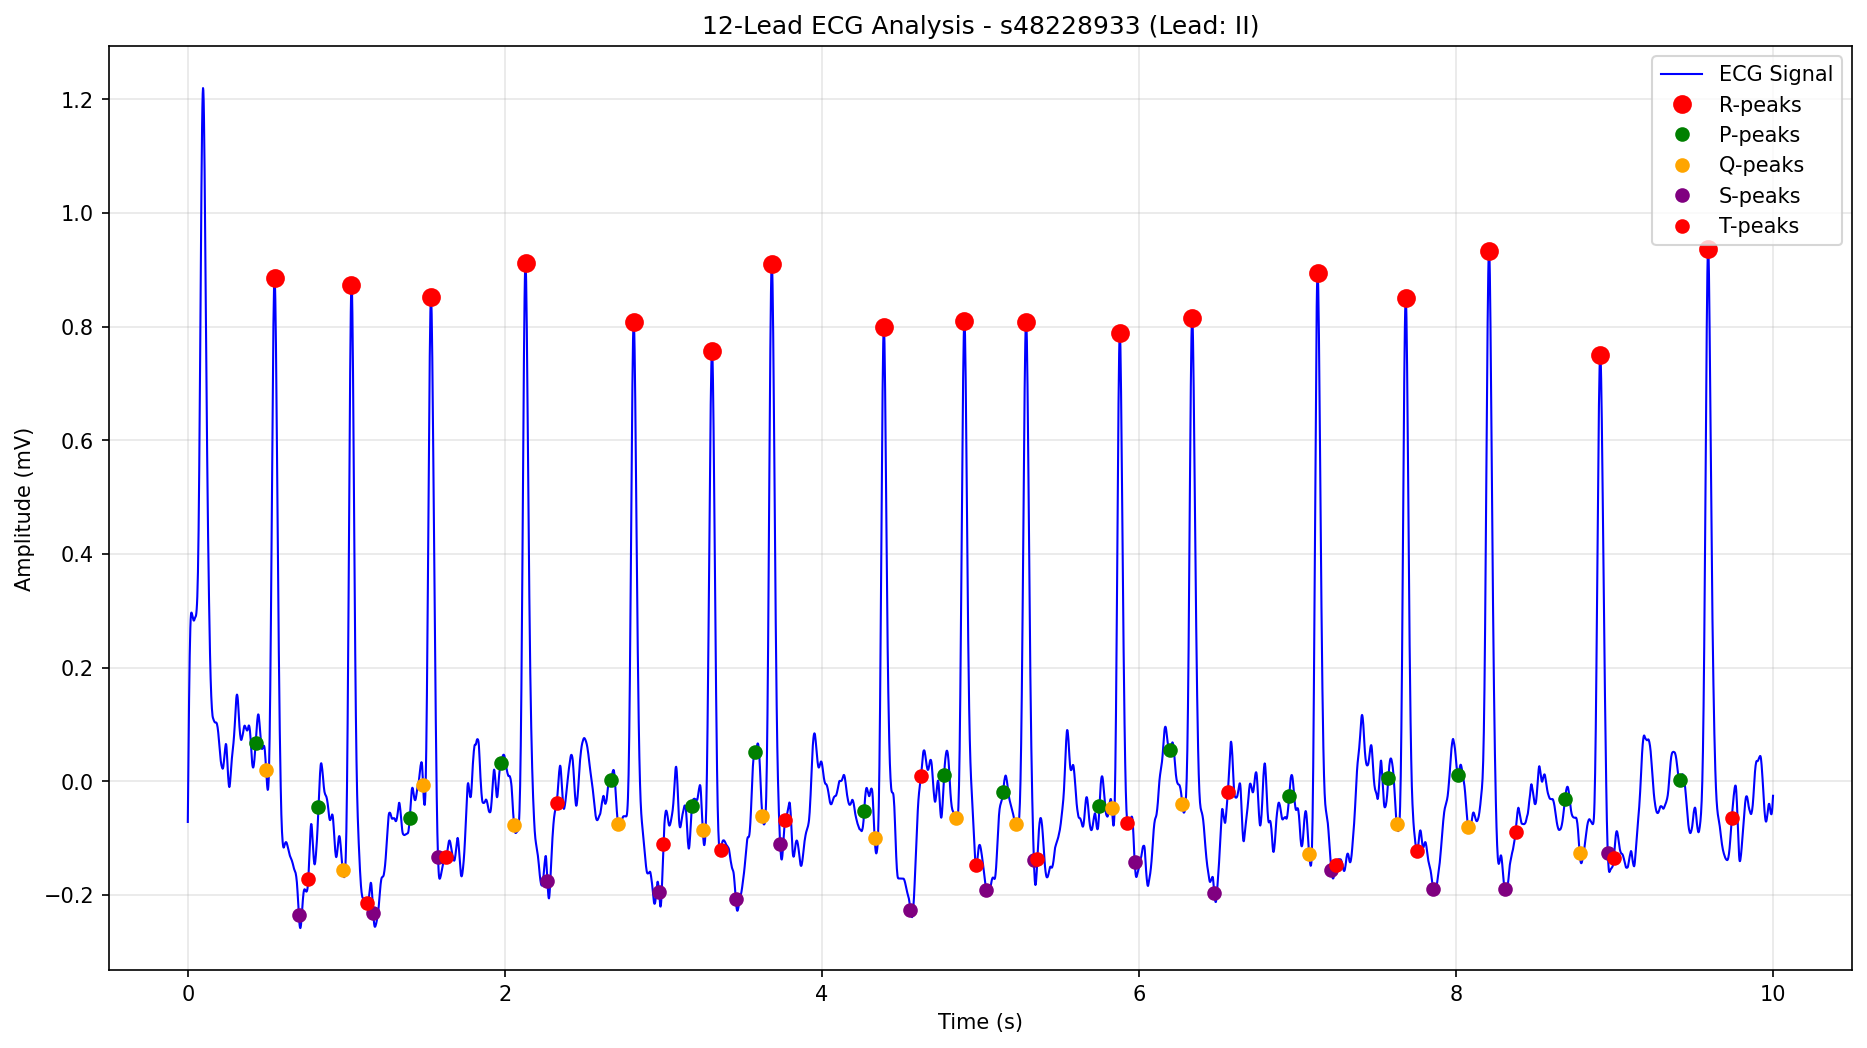 12-Lead ECG Analysis - s48228933 (Lead: II)
ECG Signal
R-peaks
P-peaks
Q-peaks
S-peaks
T-peaks
Amplitude (mV)
1.2
1.0
0.8
0.6
0.4
0.2
0.0
−0.2
0 2 4 6 8 10
Time (s)